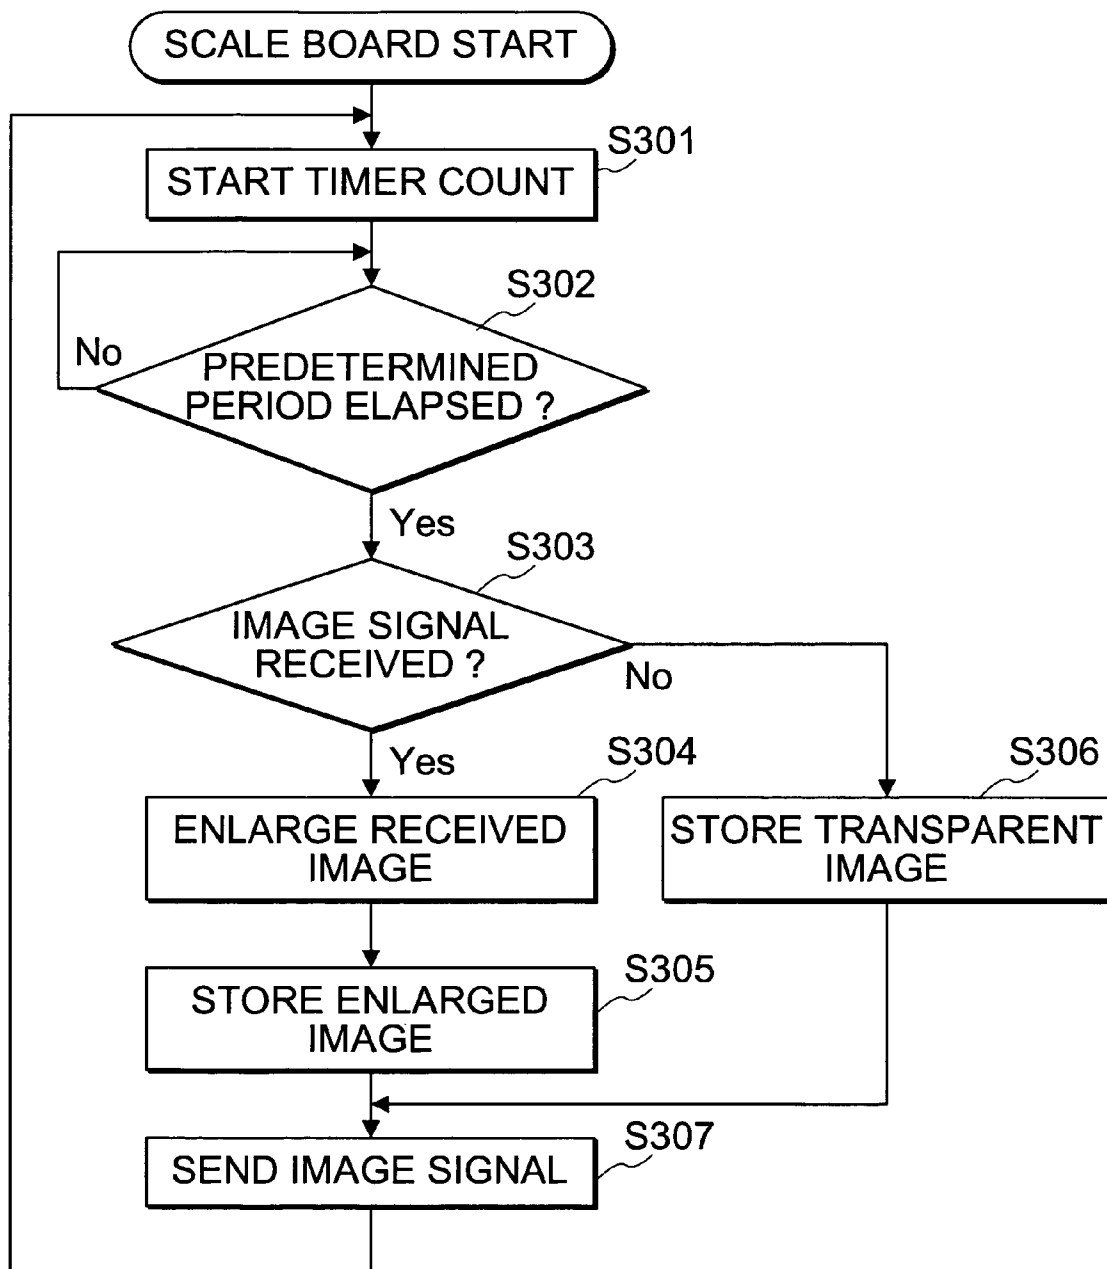 SCALE BOARD START
S301
START TIMER COUNT
S302
No
PREDETERMINED
PERIOD ELAPSED ?
Yes
S303
IMAGE SIGNAL
RECEIVED ?
No
Yes
S304
S306
ENLARGE RECEIVED
IMAGE
STORE TRANSPARENT
IMAGE
S305
STORE ENLARGED
IMAGE
S307
SEND IMAGE SIGNAL